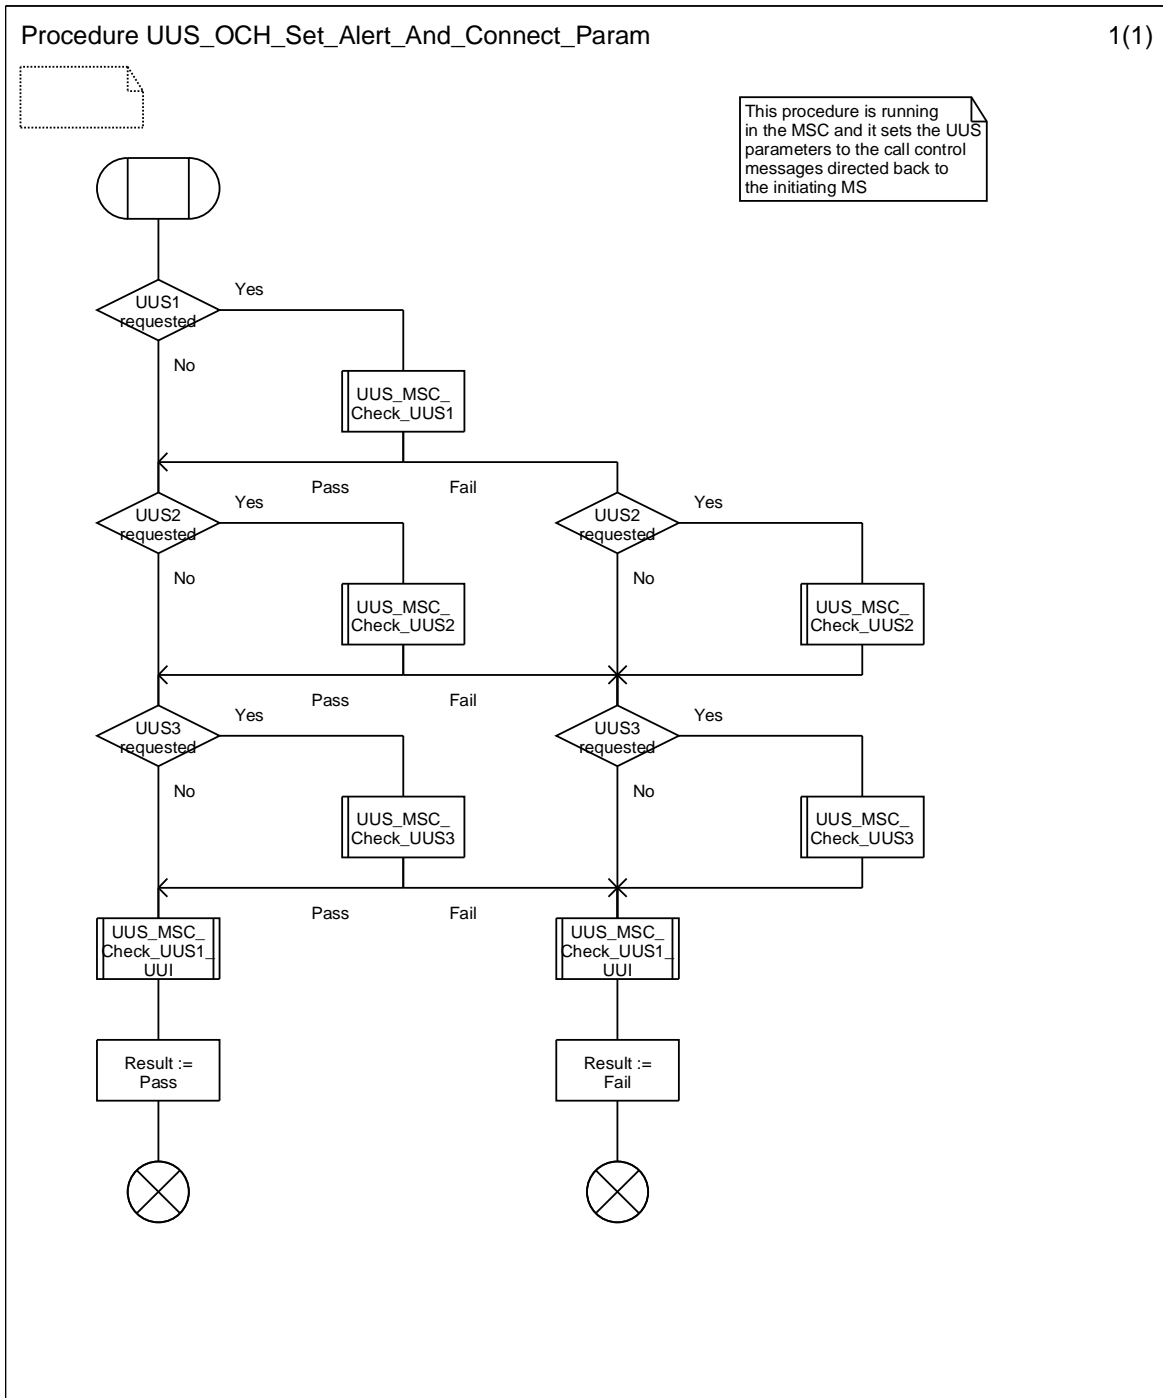 Procedure UUS_OCH_Set_Alert_And_Connect_Param
1(1)
This procedure is running
in the MSC and it sets the UUS
parameters to the call control
messages directed back to
the initiating MS
UUS1
requested
Yes
No
UUS_MSC_
Check_UUS1
Pass
Fail
UUS2
requested
Yes
No
UUS_MSC_
Check_UUS2
UUS2
requested
Yes
No
UUS_MSC_
Check_UUS2
Pass
Fail
UUS3
requested
Yes
No
UUS_MSC_
Check_UUS3
UUS3
requested
Yes
No
UUS_MSC_
Check_UUS3
Pass
Fail
UUS_MSC_
Check_UUS1_
UUI
UUS_MSC_
Check_UUS1_
UUI
Result :=
Pass
Result :=
Fail